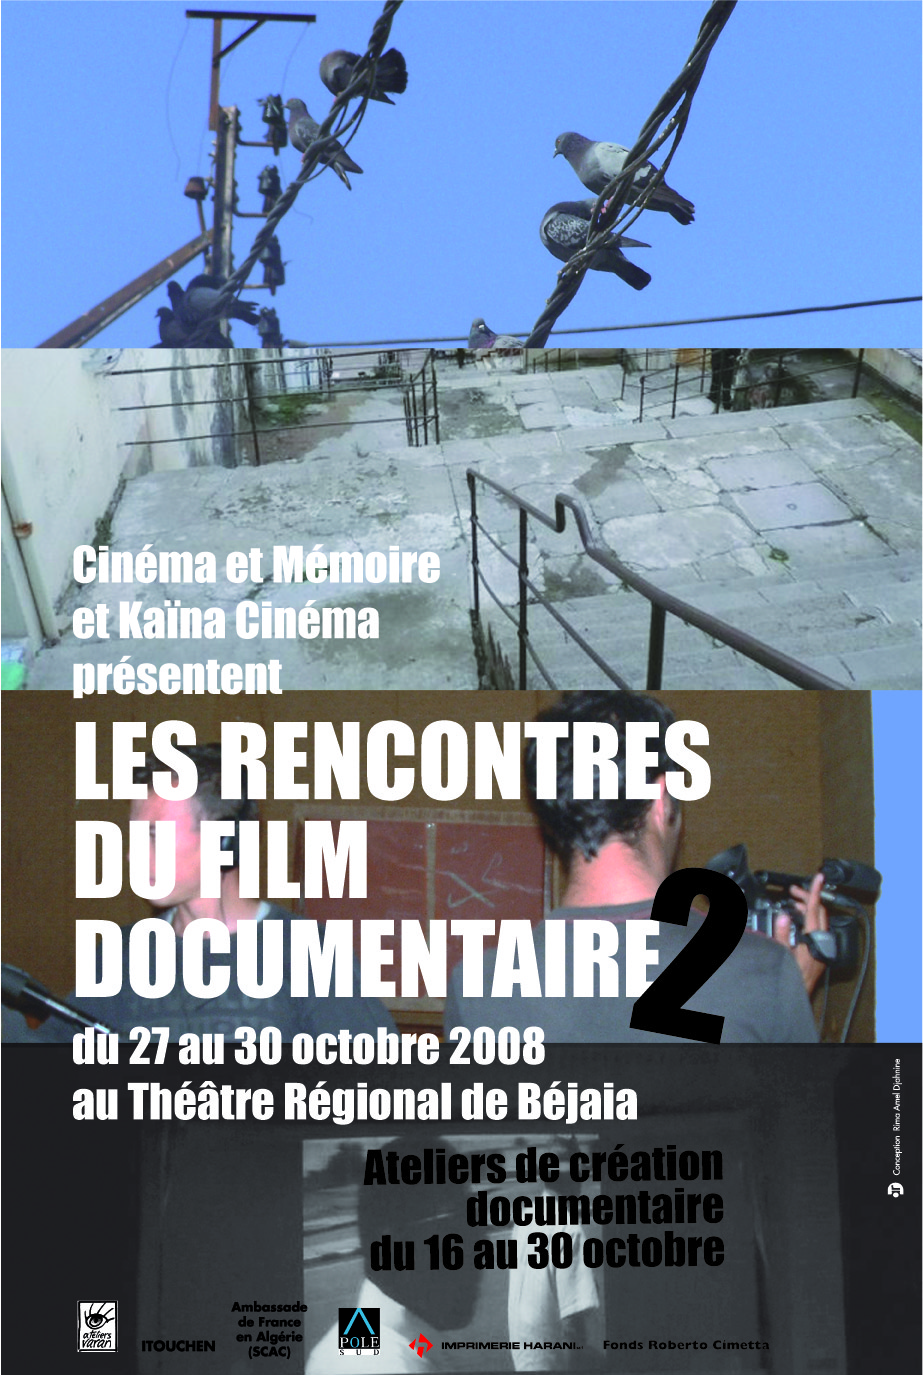 Cinéma et Mémoire
et Kaïna Cinéma
présentent
LES RENCONTRES
DU FILM
DOCUMENTAIRE 2
du 27 au 30 octobre 2008
au Théâtre Régional de Béjaia
Ateliers de création
documentaire
du 16 au 30 octobre
Conception Rima Amel Djahnine
ateliers
varan
ITOUCHEN
Ambassade
de France
en Algérie
(SCAC)
POLE
SUD
IMPRIMERIE HARANI
Fonds Roberto Cimetta